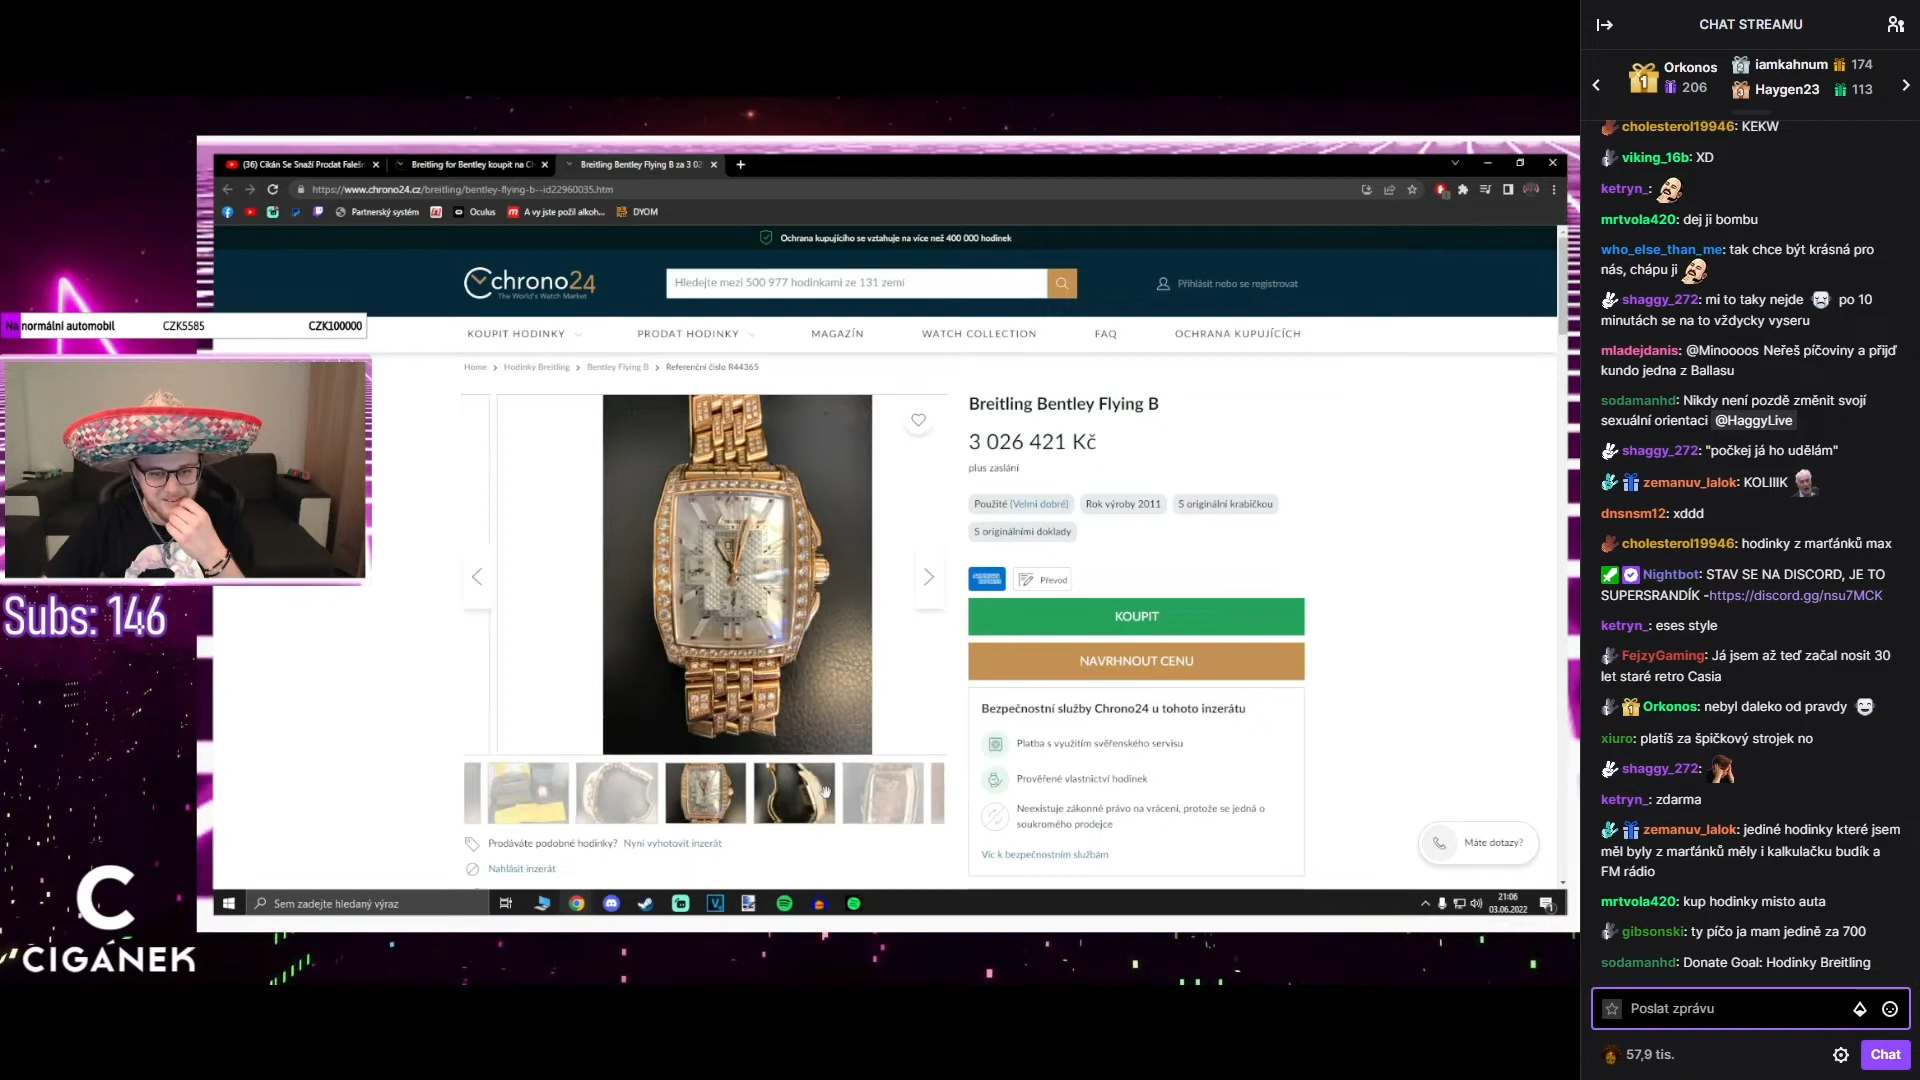 (36) Cikán Se Snaží Prodat Falešn
Breitling for Bentley koupit na C
Breitling Bentley Flying B za 3 02
https://www.chrono24.cz/breitling/bentley-flying-b--id22960035.htm
Partnerský systém
Oculus
A vy jste požil alkoh...
DYOM
Ochrana kupujícího se vztahuje na více než 400 000 hodinek
chrono24
The World's Watch Market
Hledejte mezi 500 977 hodinkami ze 131 zemí
Přihlásit nebo se registrovat
KOUPIT HODINKY
PRODAT HODINKY
MAGAZÍN
WATCH COLLECTION
FAQ
OCHRANA KUPUJÍCÍCH
Home > Hodinky Breitling > Bentley Flying B > Referenční číslo R44365
Breitling Bentley Flying B
3 026 421 Kč
plus zaslání
Použité (Velmi dobré)
Rok výroby 2011
S originální krabičkou
S originálními doklady
Převod
KOUPIT
NAVRHNOUT CENU
Bezpečnostní služby Chrono24 u tohoto inzerátu
Platba s využitím svěřenského servisu
Prověřené vlastnictví hodinek
Neexistuje zákonné právo na vrácení, protože se jedná o
soukromého prodejce
Víc k bezpečnostním službám
Prodáváte podobné hodinky? Nyní vyhotovit inzerát
Nahlásit inzerát
Máte dotazy?
Sem zadejte hledaný výraz
21:06
03.06.2022
Na normální automobil
CZK5585
CZK100000
Subs: 146
CIGÁNEK
CHAT STREAMU
Orkonos
206
iamkahnum 174
Haygen23 113
cholesterol19946: KEKW
viking_16b: XD
ketryn_:
mrtvola420: dej ji bombu
who_else_than_me: tak chce být krásná pro
nás, chápu ji
shaggy_272: mi to taky nejde po 10
minutách se na to vždycky vyseru
mladejdanis: @Minoooos Neřeš píčoviny a přijď
kundo jedna z Ballasu
sodamanhd: Nikdy není pozdě změnit svojí
sexuální orientaci @HaggyLive
shaggy_272: "počkej já ho udělám"
zemanuv_lalok: KOLIIIK
dnsnsm12: xddd
cholesterol19946: hodinky z marťánků max
Nightbot: STAV SE NA DISCORD, JE TO
SUPERSRANDÍK -https://discord.gg/nsu7MCK
ketryn_: eses style
FejzyGaming: Já jsem až teď začal nosit 30
let staré retro Casia
Orkonos: nebyl daleko od pravdy
xiuro: platíš za špičkový strojek no
shaggy_272:
ketryn_: zdarma
zemanuv_lalok: jediné hodinky které jsem
měl byly z marťánků měly i kalkulačku budík a
FM rádio
mrtvola420: kup hodinky misto auta
gibsonski: ty píčo ja mam jedině za 700
sodamanhd: Donate Goal: Hodinky Breitling
Poslat zprávu
57,9 tis.
Chat